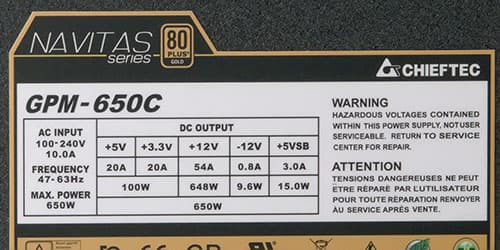 NAVITAS
series
80
PLUS
GOLD
CHIEFTEC
GPM-650C
AC INPUT
100-240V
10.0A
FREQUENCY
47-63Hz
MAX. POWER
650W
DC OUTPUT
+5V +3.3V +12V -12V +5VSB
20A 20A 54A 0.8A 3.0A
100W 648W 9.6W 15.0W
650W
WARNING
HAZARDOUS VOLTAGES CONTAINED
WITHIN THIS POWER SUPPLY, NOTUSER
SERVICEABLE. RETURN TO SERVICE
CENTER FOR REPAIR.
ATTENTION
TENSIONS DANGEREUSES NE PEUT
ÊTRE RÉPARÉ PAR L'UTILISATEUR
POUR TOUTE RÉPARATION RENVOYER
AU SERVICE APRÈS VENTE.